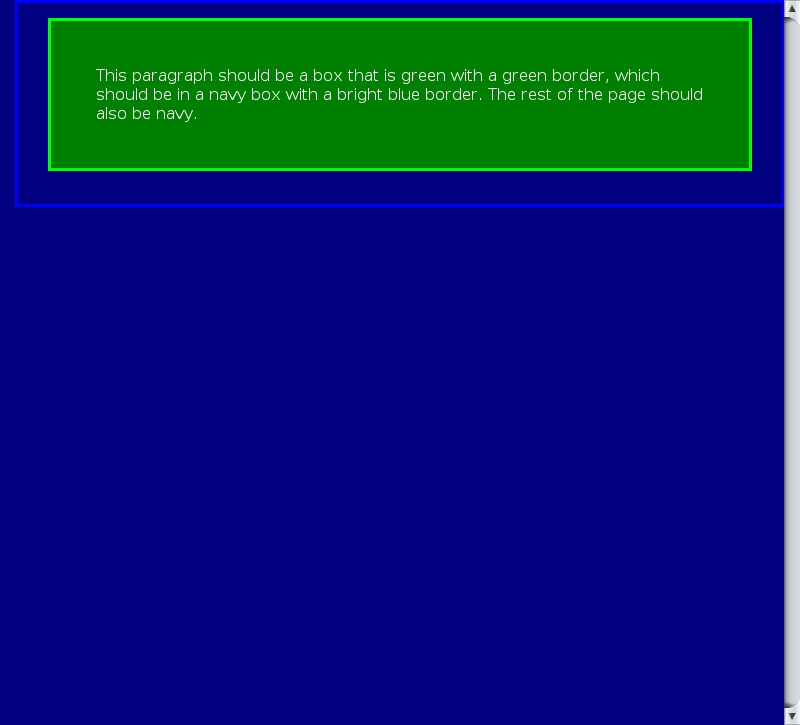 This paragraph should be a box that is green with a green border, which
should be in a navy box with a bright blue border. The rest of the page should
also be navy.